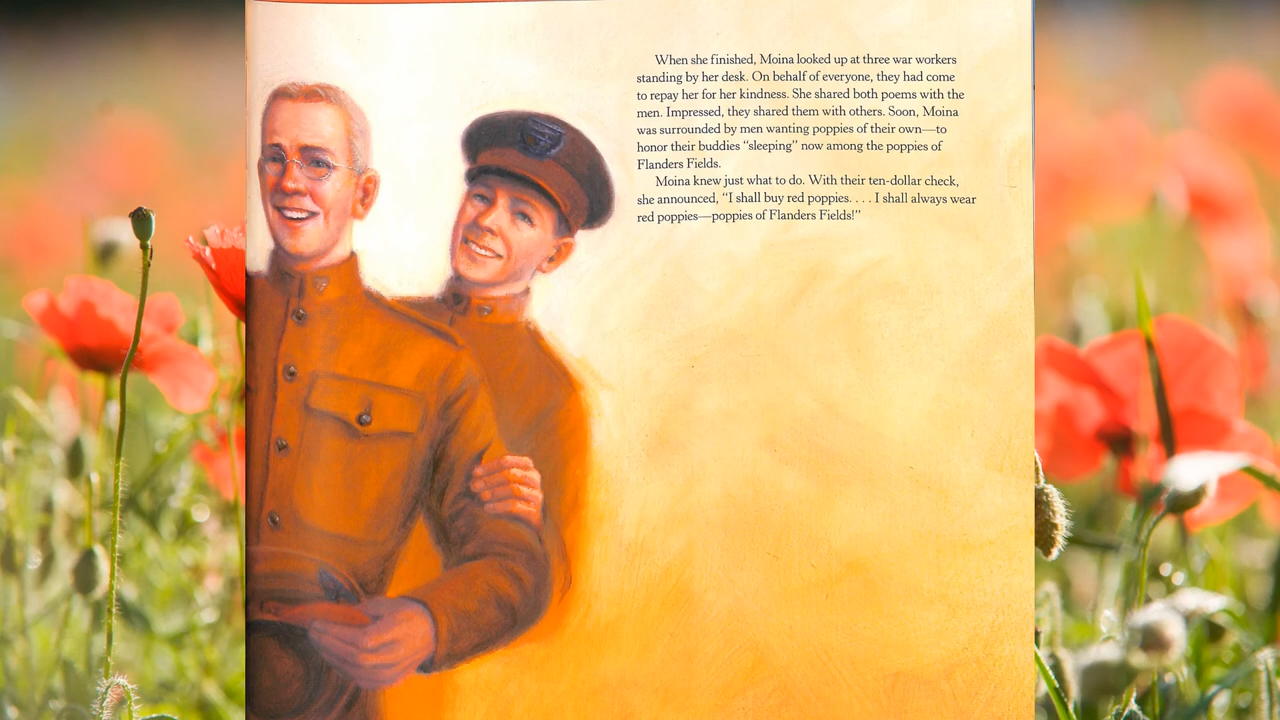 When she finished, Moina looked up at three war workers
standing by her desk. On behalf of everyone, they had come
to repay her for her kindness. She shared both poems with the
men. Impressed, they shared them with others. Soon, Moina
was surrounded by men wanting poppies of their own—to
honor their buddies “sleeping” now among the poppies of
Flanders Fields.
Moina knew just what to do. With their ten-dollar check,
she announced, “I shall buy red poppies. . . . I shall always wear
red poppies—poppies of Flanders Fields!”